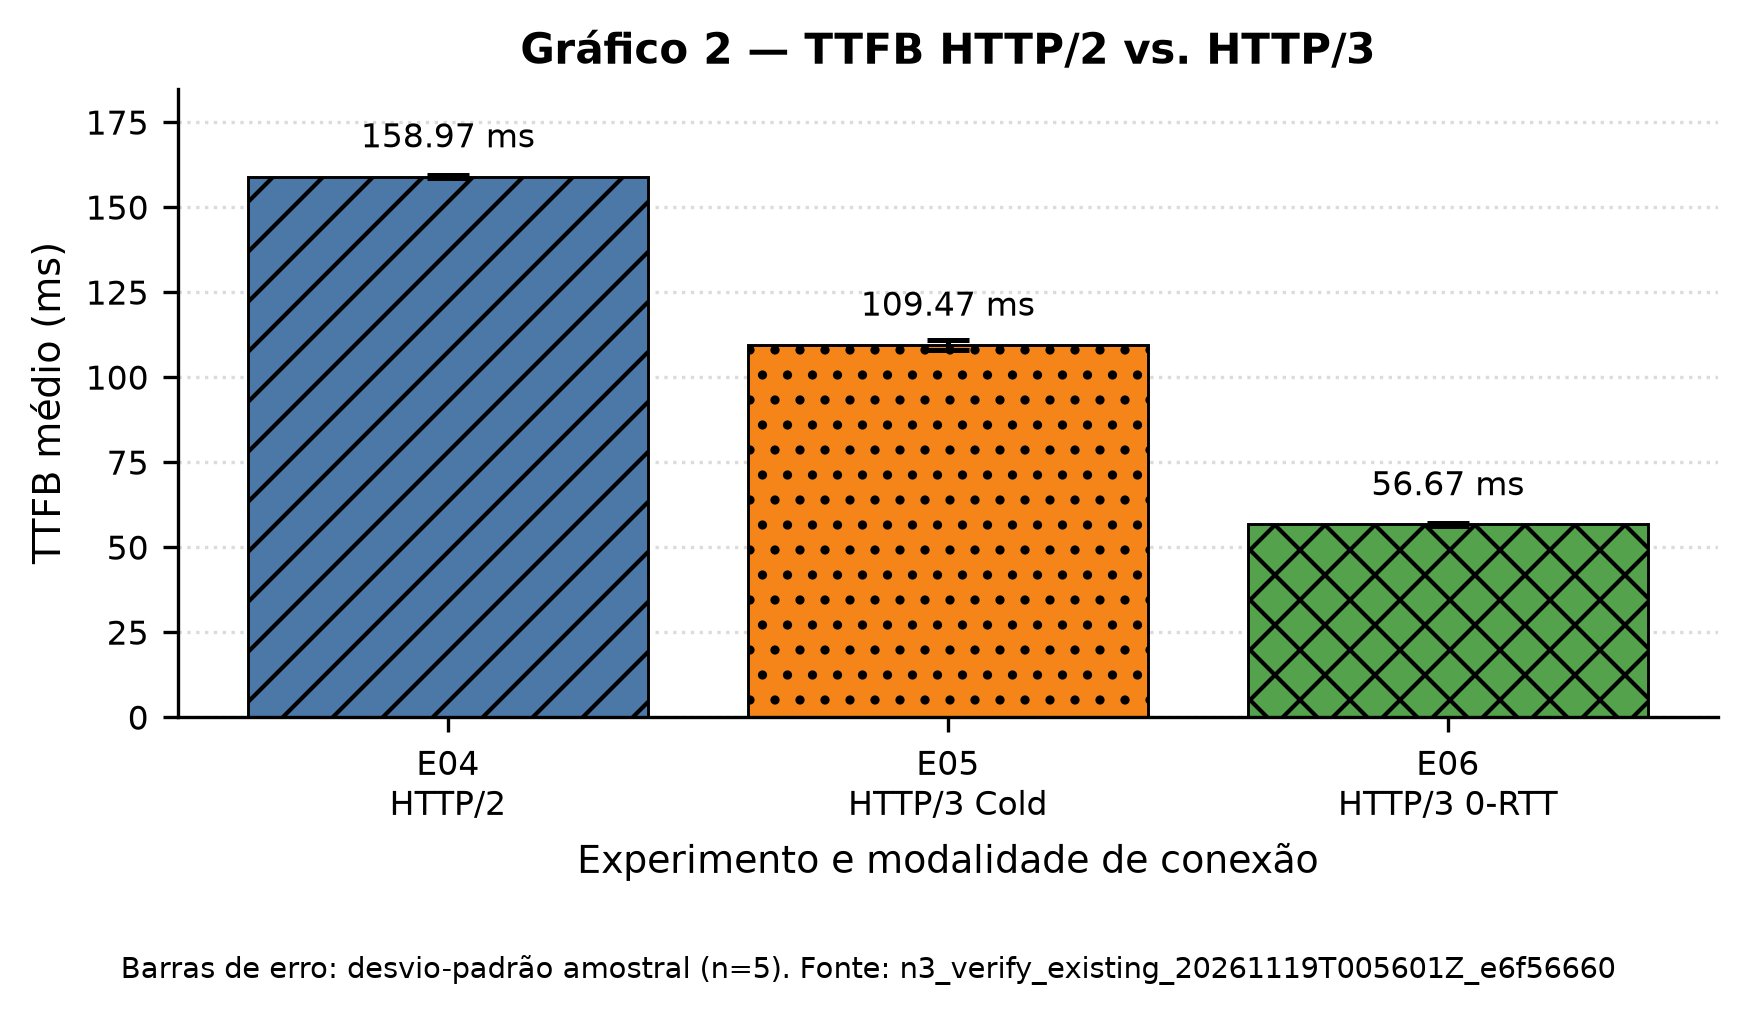 Gráfico 2 — TTFB HTTP/2 vs. HTTP/3
TTFB médio (ms)
175
150
125
100
75
50
25
0
158.97 ms
109.47 ms
56.67 ms
E04
HTTP/2
E05
HTTP/3 Cold
E06
HTTP/3 0-RTT
Experimento e modalidade de conexão
Barras de erro: desvio-padrão amostral (n=5). Fonte: n3_verify_existing_20261119T005601Z_e6f56660